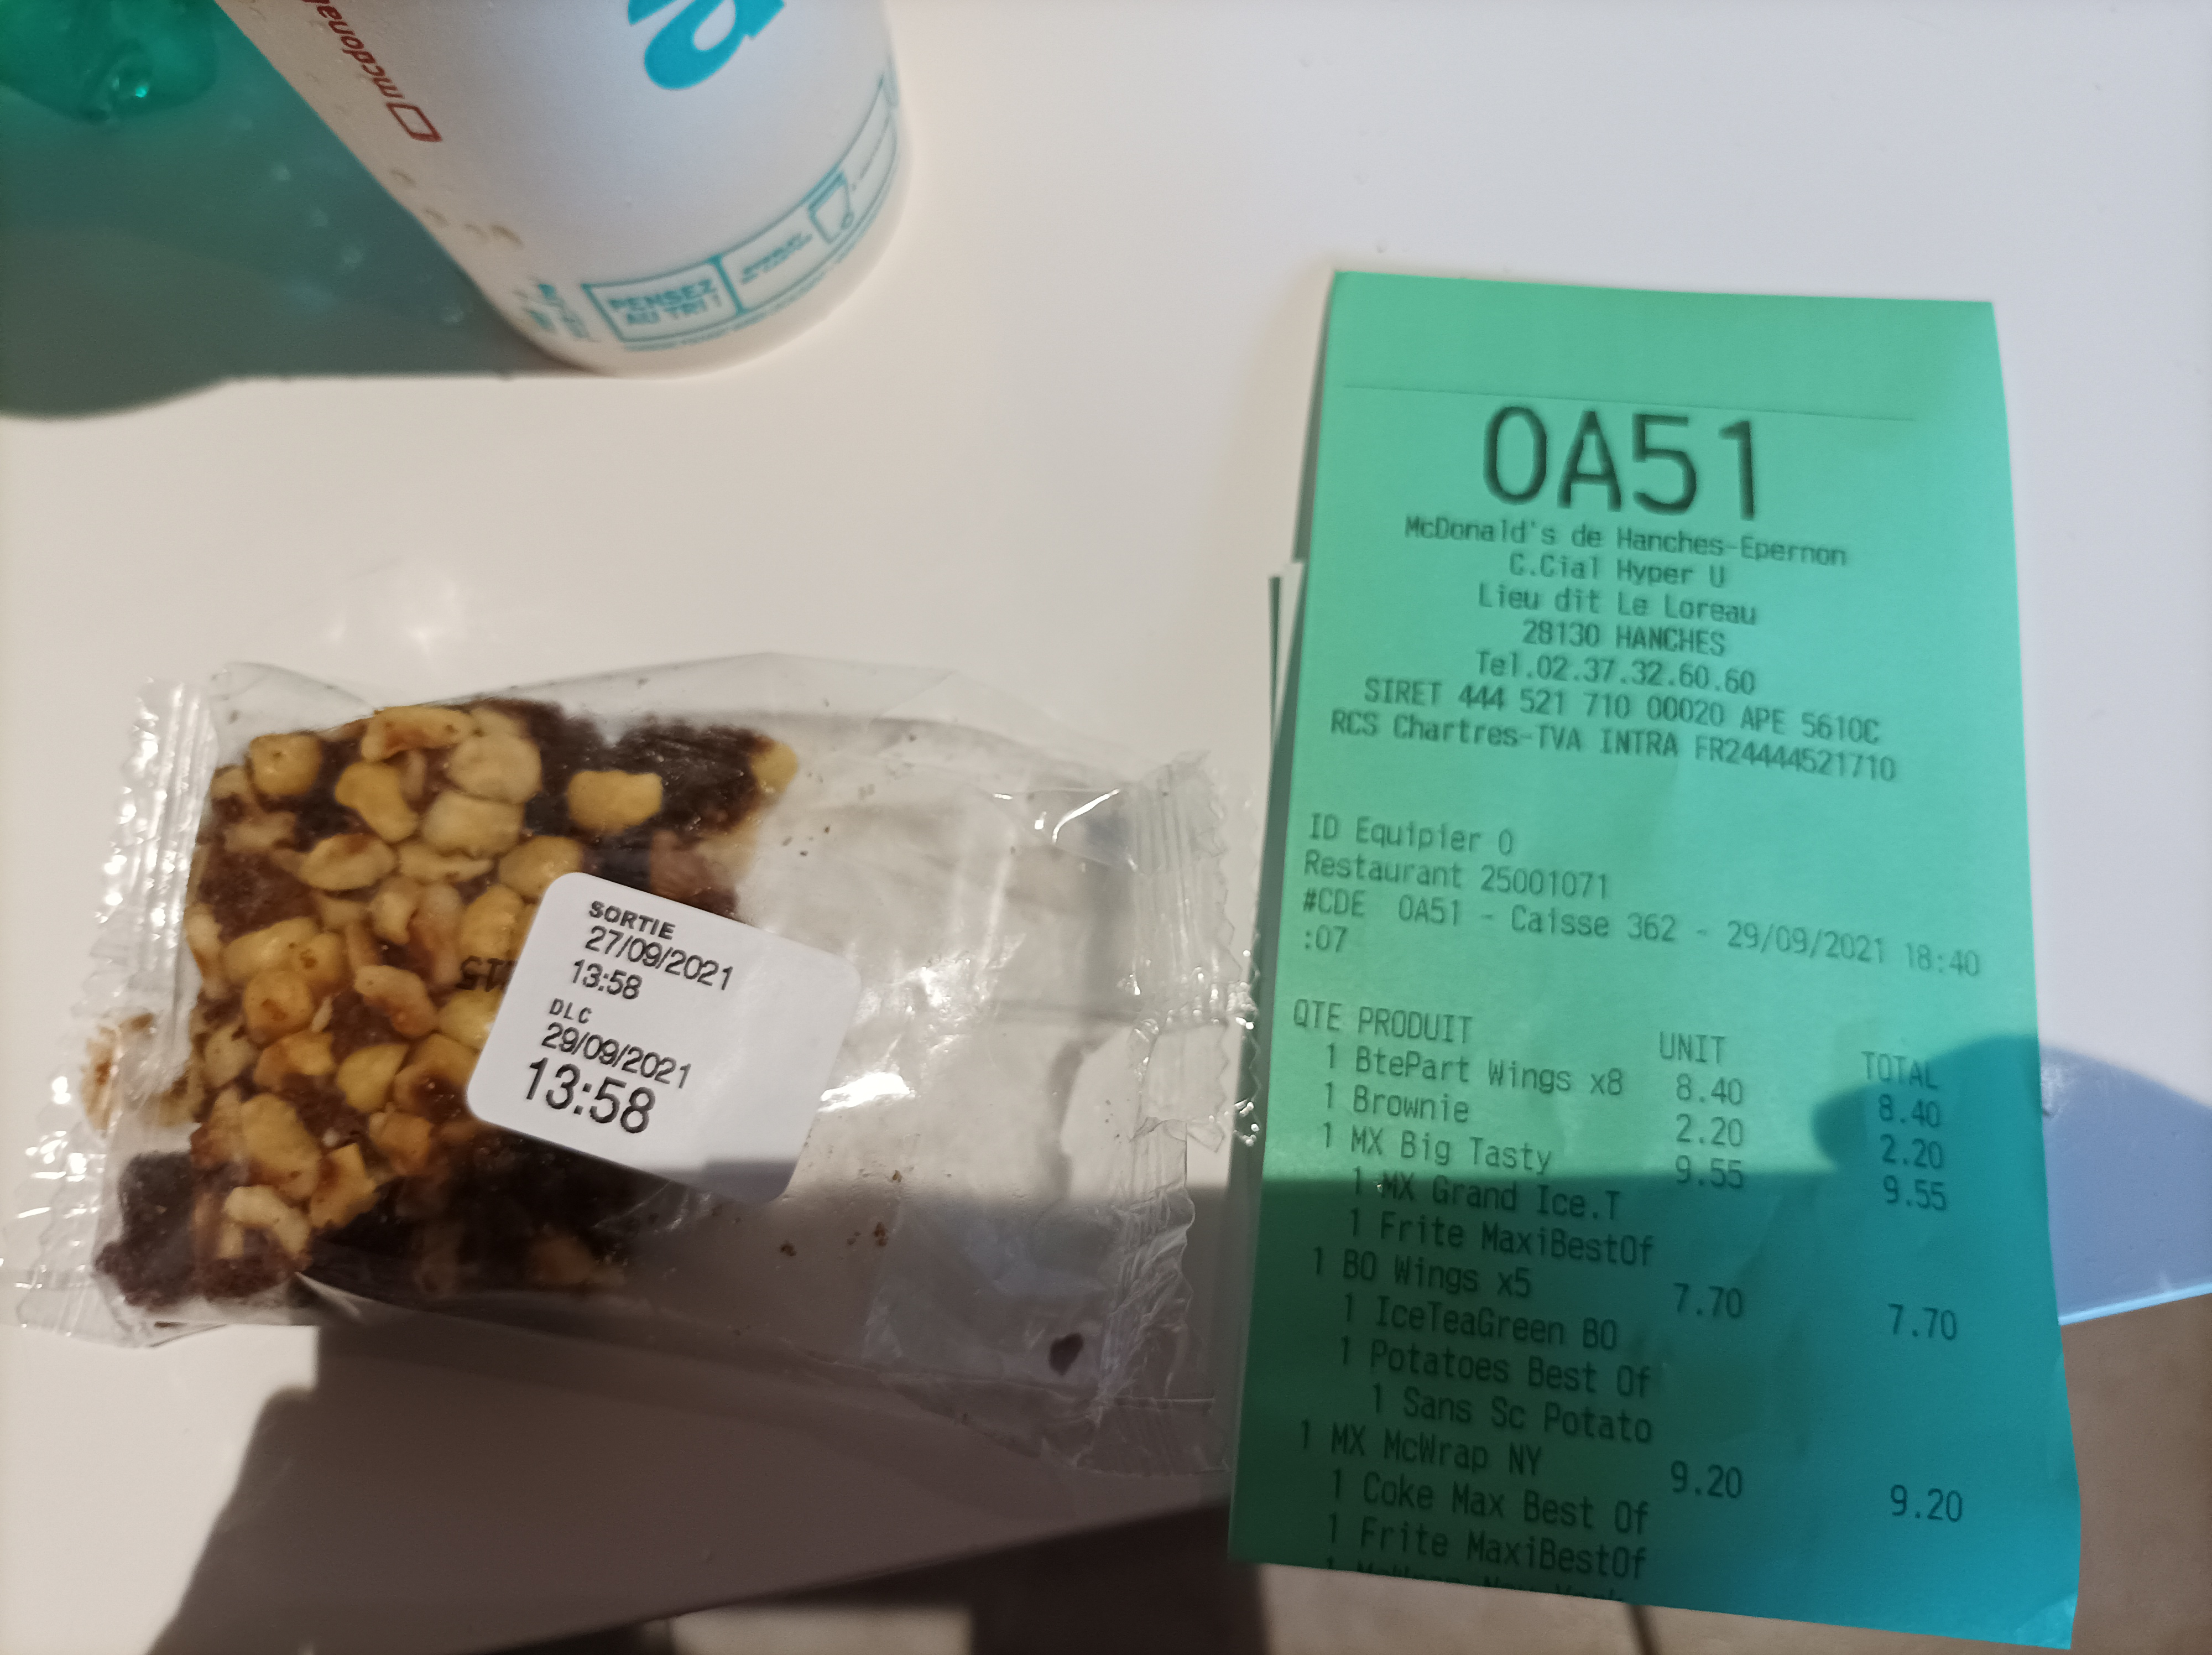 mcdonal
PENSEZ
AU TRI !
SORTIE
27/09/2021
13:58
DLC
29/09/2021
13:58
0A51
McDonald's de Hanches-Epernon
C.Cial Hyper U
Lieu dit Le Loreau
28130 HANCHES
Tel.02.37.32.60.60
SIRET 444 521 710 00020 APE 5610C
RCS Chartres-TVA INTRA FR24444521710
ID Equipier 0
Restaurant 25001071
#CDE 0A51 - Caisse 362 - 29/09/2021 18:40
:07
QTE PRODUIT UNIT TOTAL
1 BtePart Wings x8 8.40 8.40
1 Brownie 2.20 2.20
1 MX Big Tasty 9.55 9.55
1 MX Grand Ice.T
1 Frite MaxiBestOf
1 BO Wings x5 7.70 7.70
1 IceTeaGreen BO
1 Potatoes Best Of
1 Sans Sc Potato
1 MX McWrap NY 9.20 9.20
1 Coke Max Best Of
1 Frite MaxiBestOf
1 McWrap New York